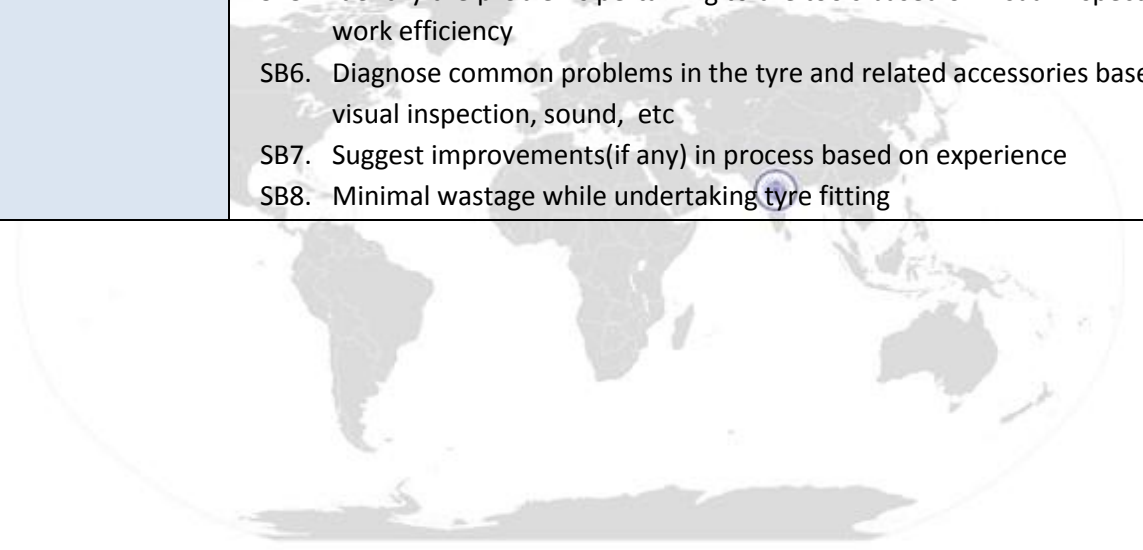 work efficiency
SB6. Diagnose common problems in the tyre and related accessories base
visual inspection, sound, etc
SB7. Suggest improvements(if any) in process based on experience
SB8. Minimal wastage while undertaking tyre fitting